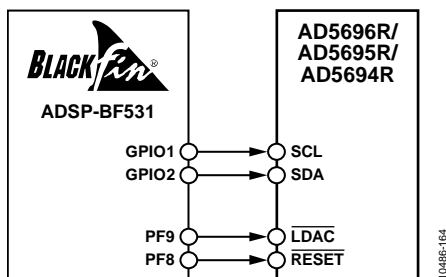 BLACKfin®
ADSP-BF531
GPIO1
GPIO2
PF9
PF8
AD5696R/
AD5695R/
AD5694R
SCL
SDA
LDAC
RESET
10486-164